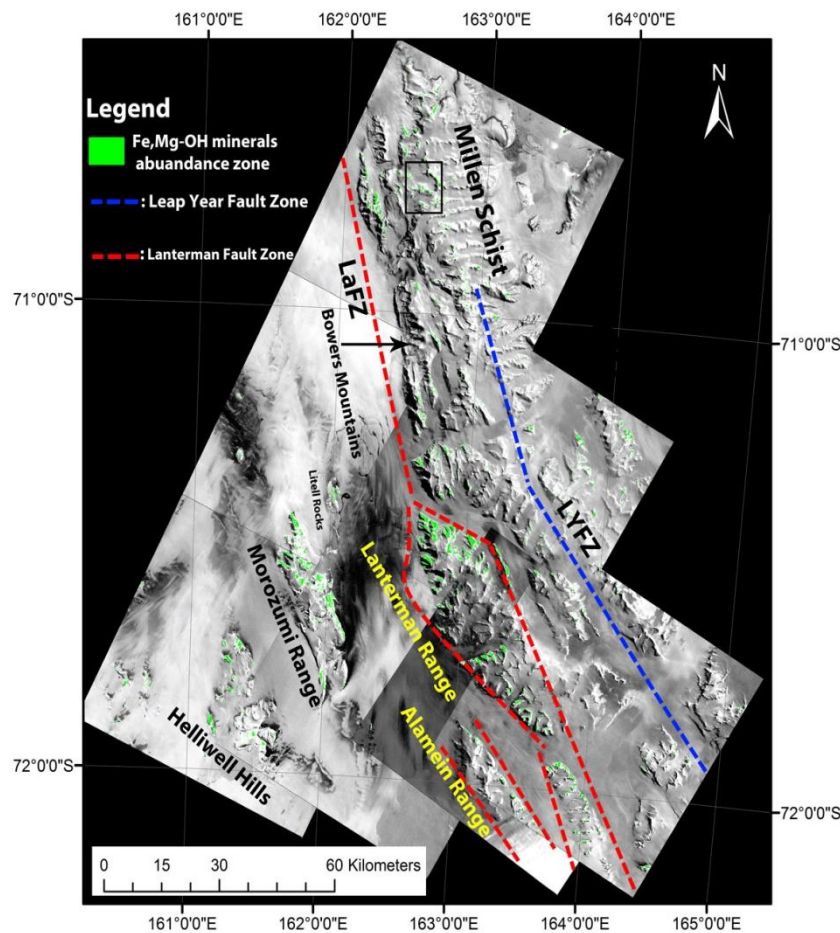 161°0'0"E
162°0'0"E
163°0'0"E
164°0'0"E
N
Legend
Fe,Mg-OH minerals
abuandance zone
: Leap Year Fault Zone
: Lanterman Fault Zone
Millen Schist
LaFZ
71°0'0"S
71°0'0"S
Bowers Mountains
Litell Rocks
LYFZ
Morozumi Range
Lanterman Range
Alamein Range
Helliwell Hills
72°0'0"S
72°0'0"S
0 15 30 60 Kilometers
161°0'0"E
162°0'0"E
163°0'0"E
164°0'0"E
165°0'0"E